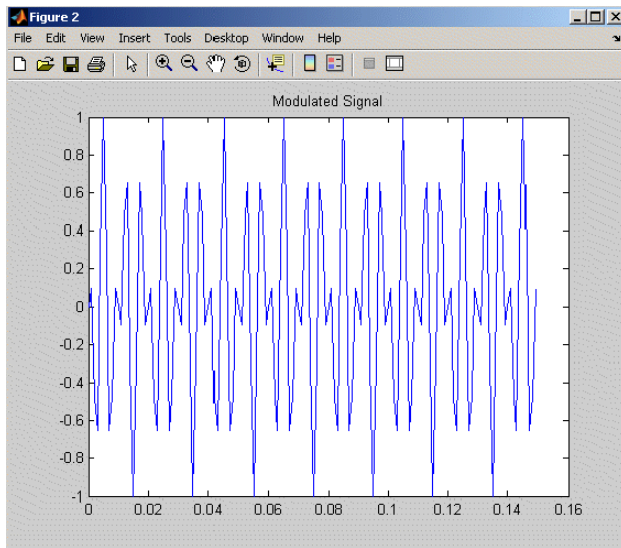 Figure 2
File Edit View Insert Tools Desktop Window Help
Modulated Signal
1
0.8
0.6
0.4
0.2
0
-0.2
-0.4
-0.6
-0.8
-1
0 0.02 0.04 0.06 0.08 0.1 0.12 0.14 0.16